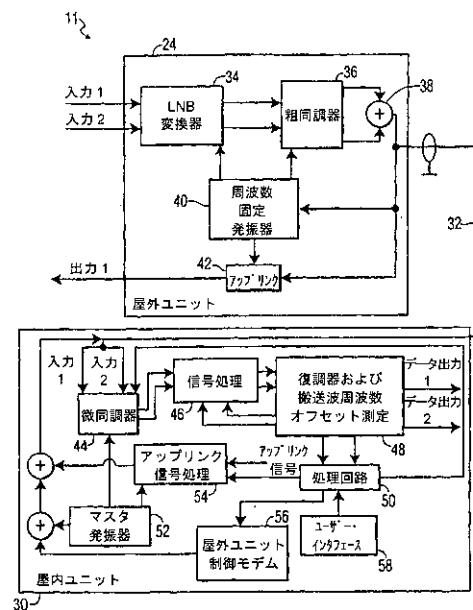 11
24
34
36
38
入力 1
入力 2
LNB
変換器
粗同調器
40
周波数
固定
発振器
32
42
出力 1
アップリンク
屋外ユニット
入力
1
入力
2
微同調器
44
信号処理
46
復調器および
搬送波周波数
オフセット測定
48
データ出力
1
データ出力
2
アップリンク
信号処理
54
アップリンク
信号
処理回路
50
マスタ
発振器
52
56
屋外ユニット
制御モデム
ユーザー・
インタフェース
58
屋内ユニット
30